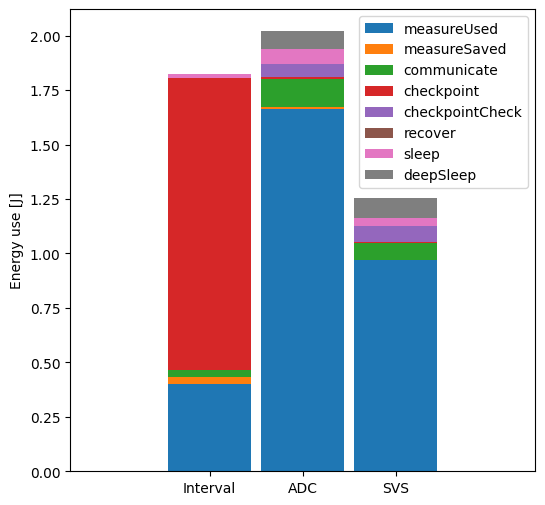 2.00
1.75
1.50
1.25
1.00
0.75
0.50
0.25
0.00
Energy use [J]
Interval
ADC
SVS
measureUsed
measureSaved
communicate
checkpoint
checkpointCheck
recover
sleep
deepSleep